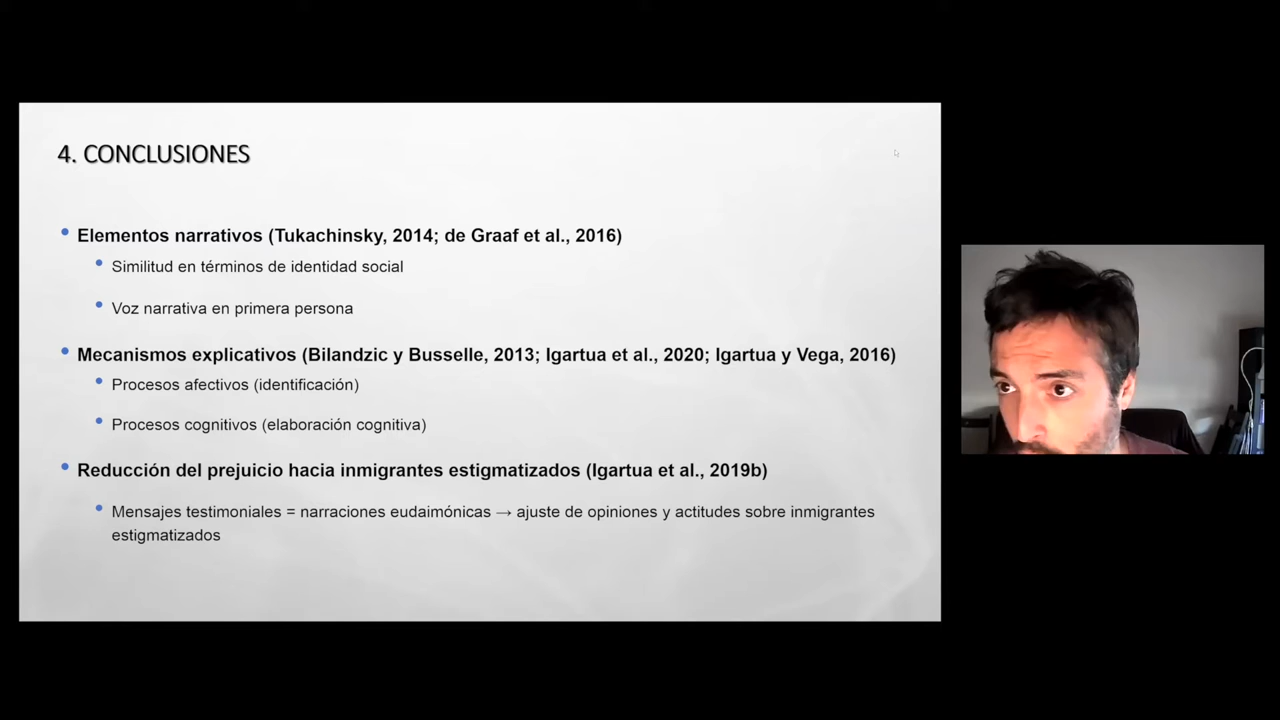 4. CONCLUSIONES
Elementos narrativos (Tukachinsky, 2014; de Graaf et al., 2016)
Similitud en términos de identidad social
Voz narrativa en primera persona
Mecanismos explicativos (Bilandzic y Busselle, 2013; Igartua et al., 2020; Igartua y Vega, 2016)
Procesos afectivos (identificación)
Procesos cognitivos (elaboración cognitiva)
Reducción del prejuicio hacia inmigrantes estigmatizados (Igartua et al., 2019b)
Mensajes testimoniales = narraciones eudaimónicas → ajuste de opiniones y actitudes sobre inmigrantes
estigmatizados